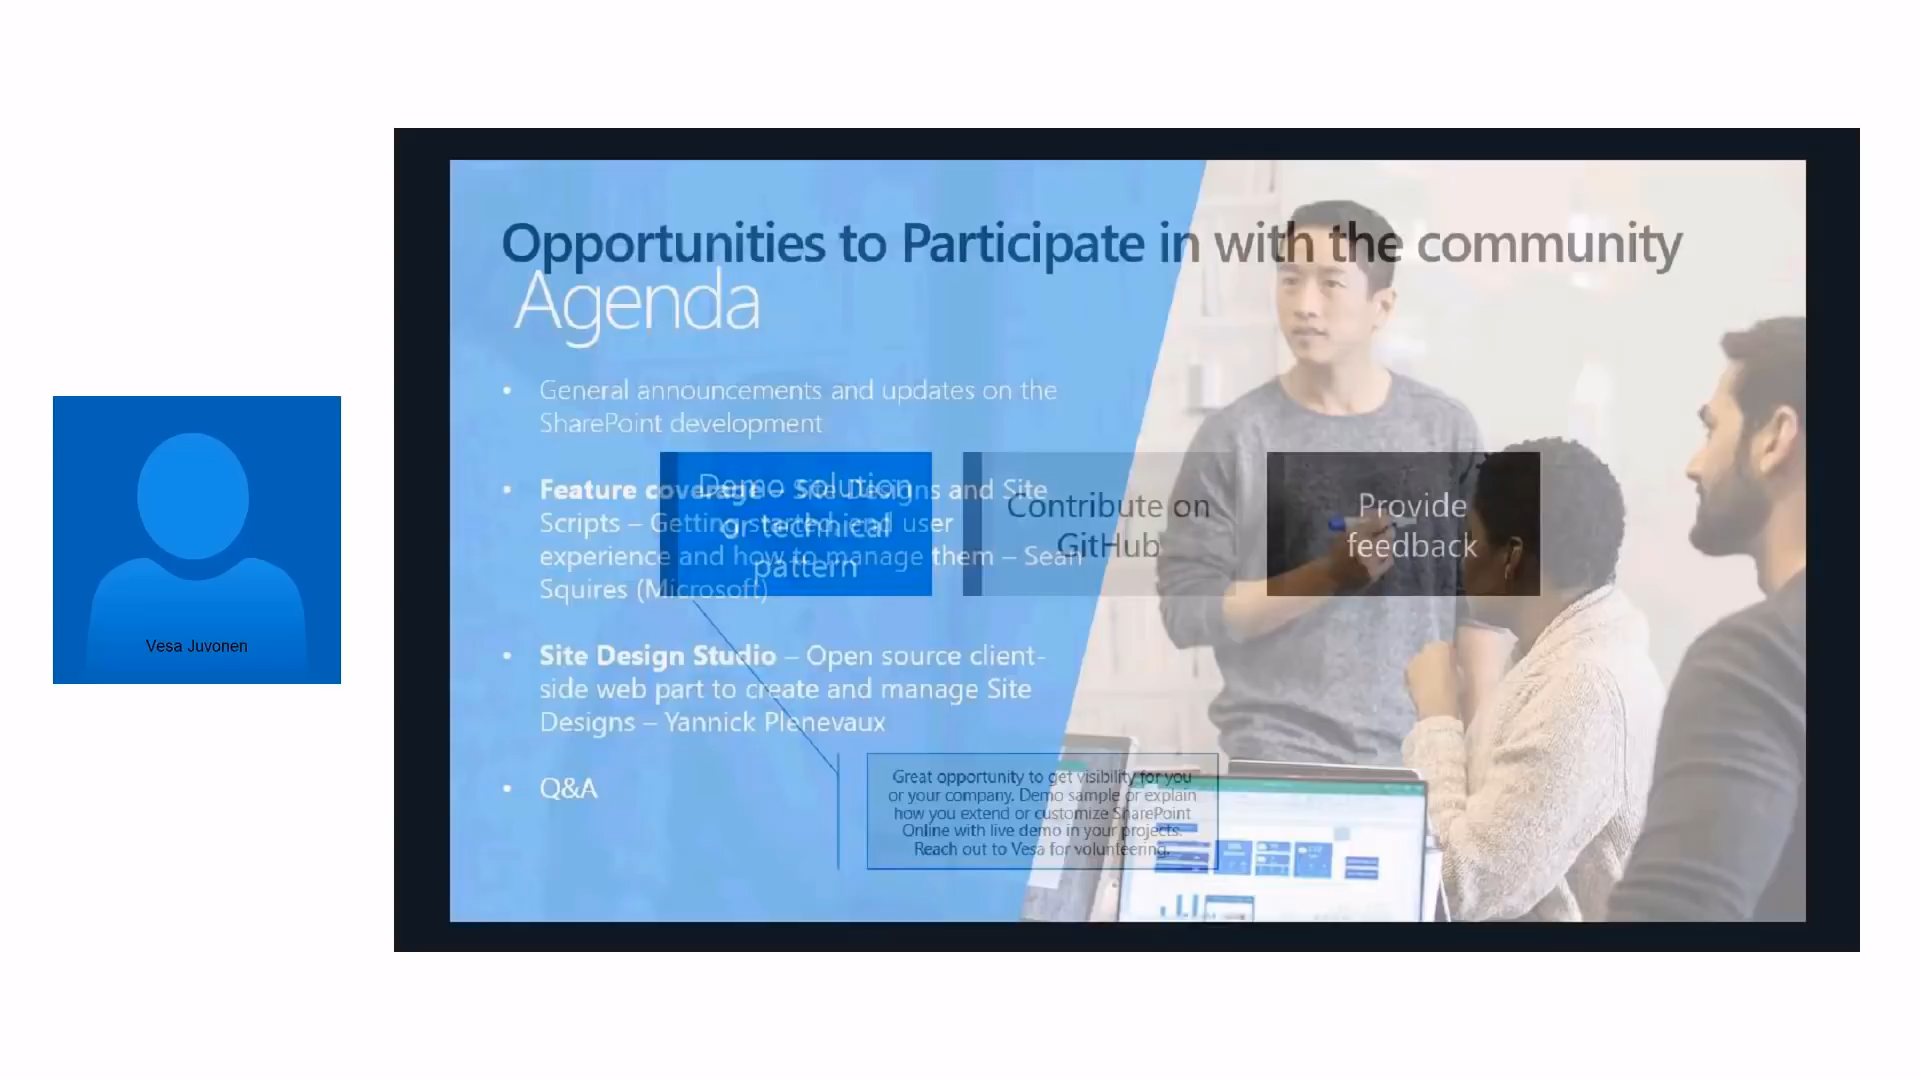 Vesa Juvonen
Opportunities to Participate in with the community
Agenda
• General announcements and updates on the
SharePoint development
• Feature coverage – Site Designs and Site
Scripts – Getting started, end user
experience and how to manage them – Sean
Squires (Microsoft)
Demo solution
or technical
pattern
Contribute on
GitHub
Provide
feedback
• Site Design Studio – Open source client-
side web part to create and manage Site
Designs – Yannick Plenevaux
• Q&A
Great opportunity to get visibility for you
or your company. Demo sample or explain
how you extend or customize SharePoint
Online with live demo in your projects.
Reach out to Vesa for volunteering.